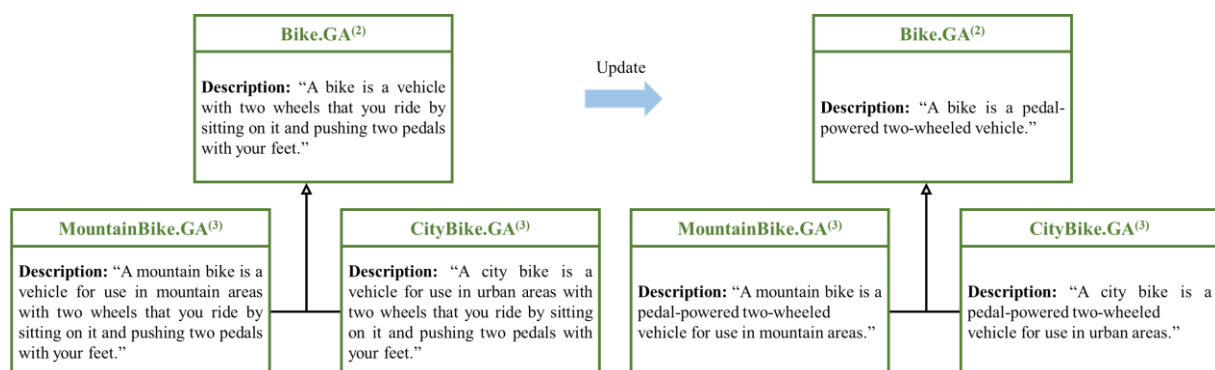 Bike.GA(2)
Description: “A bike is a vehicle
with two wheels that you ride by
sitting on it and pushing two pedals
with your feet.”
Update
Bike.GA(2)
Description: “A bike is a pedal-
powered two-wheeled vehicle.”
MountainBike.GA(3)
Description: “A mountain bike is a
vehicle for use in mountain areas
with two wheels that you ride by
sitting on it and pushing two pedals
with your feet.”
CityBike.GA(3)
Description: “A city bike is a
vehicle for use in urban areas with
two wheels that you ride by sitting
on it and pushing two pedals with
your feet.”
MountainBike.GA(3)
Description: “A mountain bike is a
pedal-powered two-wheeled
vehicle for use in mountain areas.”
CityBike.GA(3)
Description: “A city bike is a
pedal-powered two-wheeled
vehicle for use in urban areas.”